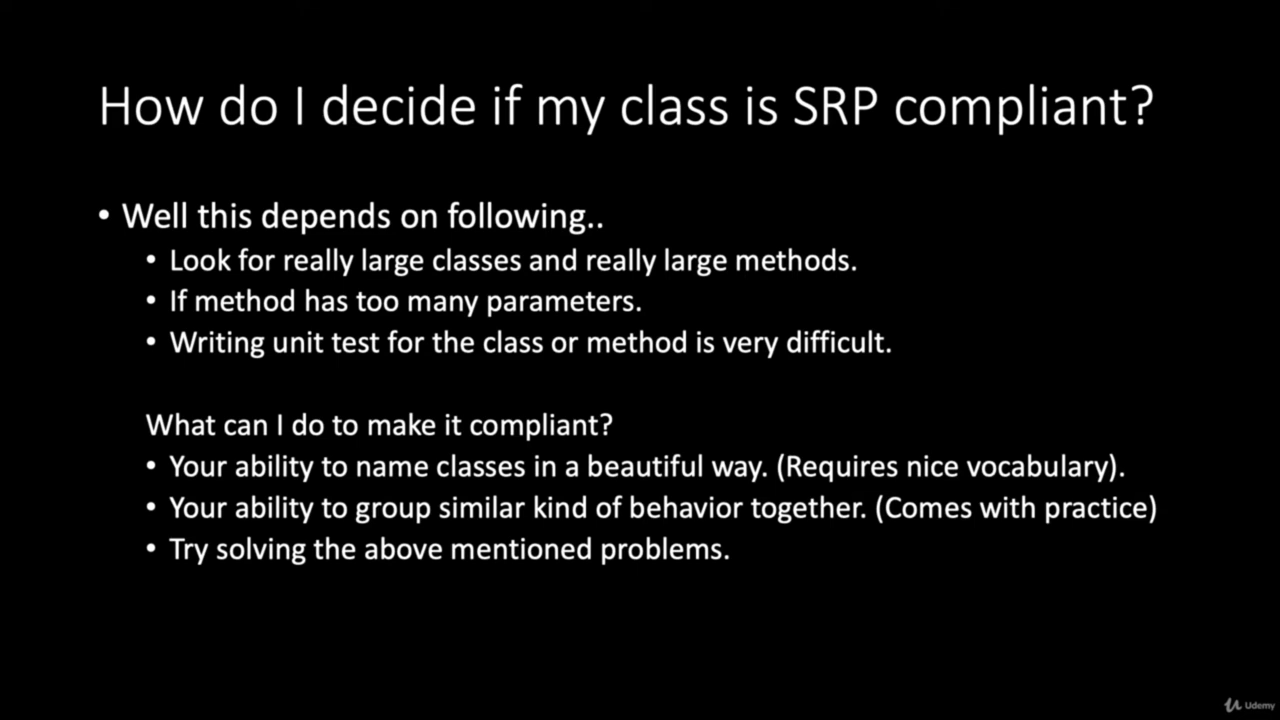 How do I decide if my class is SRP compliant?
• Well this depends on following..
• Look for really large classes and really large methods.
• If method has too many parameters.
• Writing unit test for the class or method is very difficult.
What can I do to make it compliant?
• Your ability to name classes in a beautiful way. (Requires nice vocabulary).
• Your ability to group similar kind of behavior together. (Comes with practice)
• Try solving the above mentioned problems.
Udemy